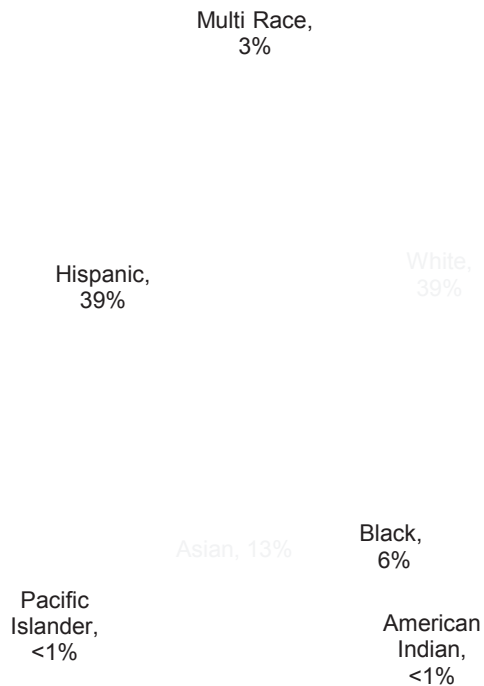 Multi Race,
3%
Hispanic,
39%
White,
39%
Asian, 13%
Black,
6%
Pacific
Islander,
<1%
American
Indian,
<1%